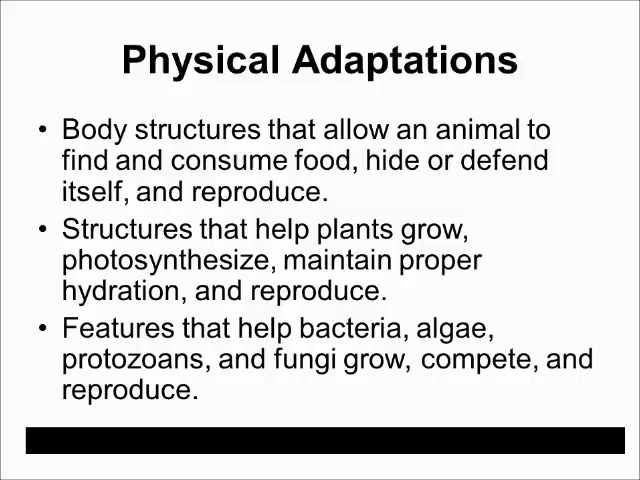 Physical Adaptations
• Body structures that allow an animal to
find and consume food, hide or defend
itself, and reproduce.
• Structures that help plants grow,
photosynthesize, maintain proper
hydration, and reproduce.
• Features that help bacteria, algae,
protozoans, and fungi grow, compete, and
reproduce.